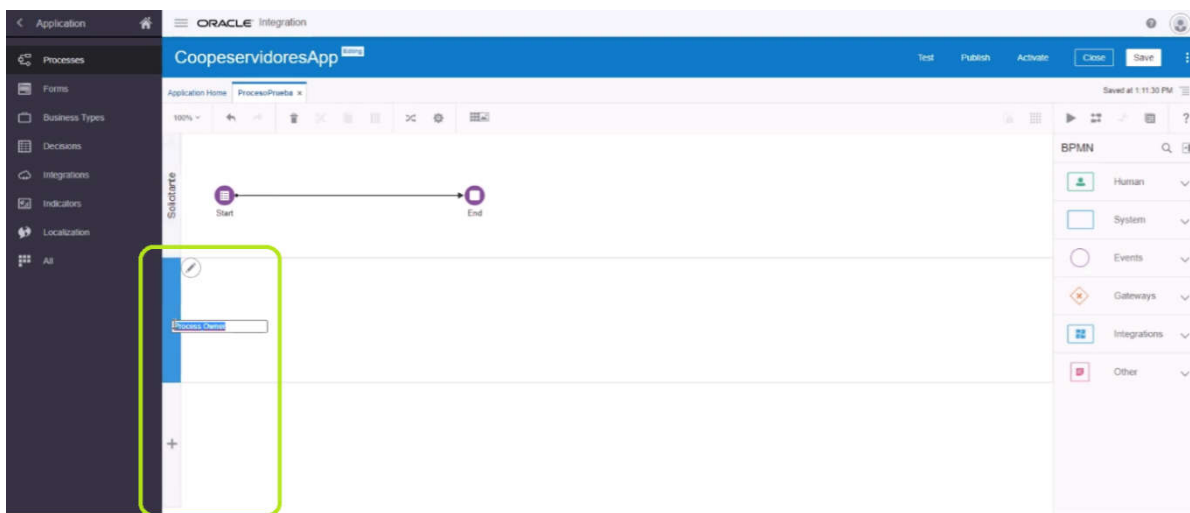 Application
ORACLE Integration
Processes
Forms
Business Types
Decisions
Integrations
Indicators
Localization
All
CoopeservidoresApp Editing
Test Publish Activate Close Save
Application Home ProcesoPrueba x
Saved at 1:11:30 PM
100%
?
BPMN
Human
System
Events
Gateways
Integrations
Other
Solicitante
Start
End
Process Owner